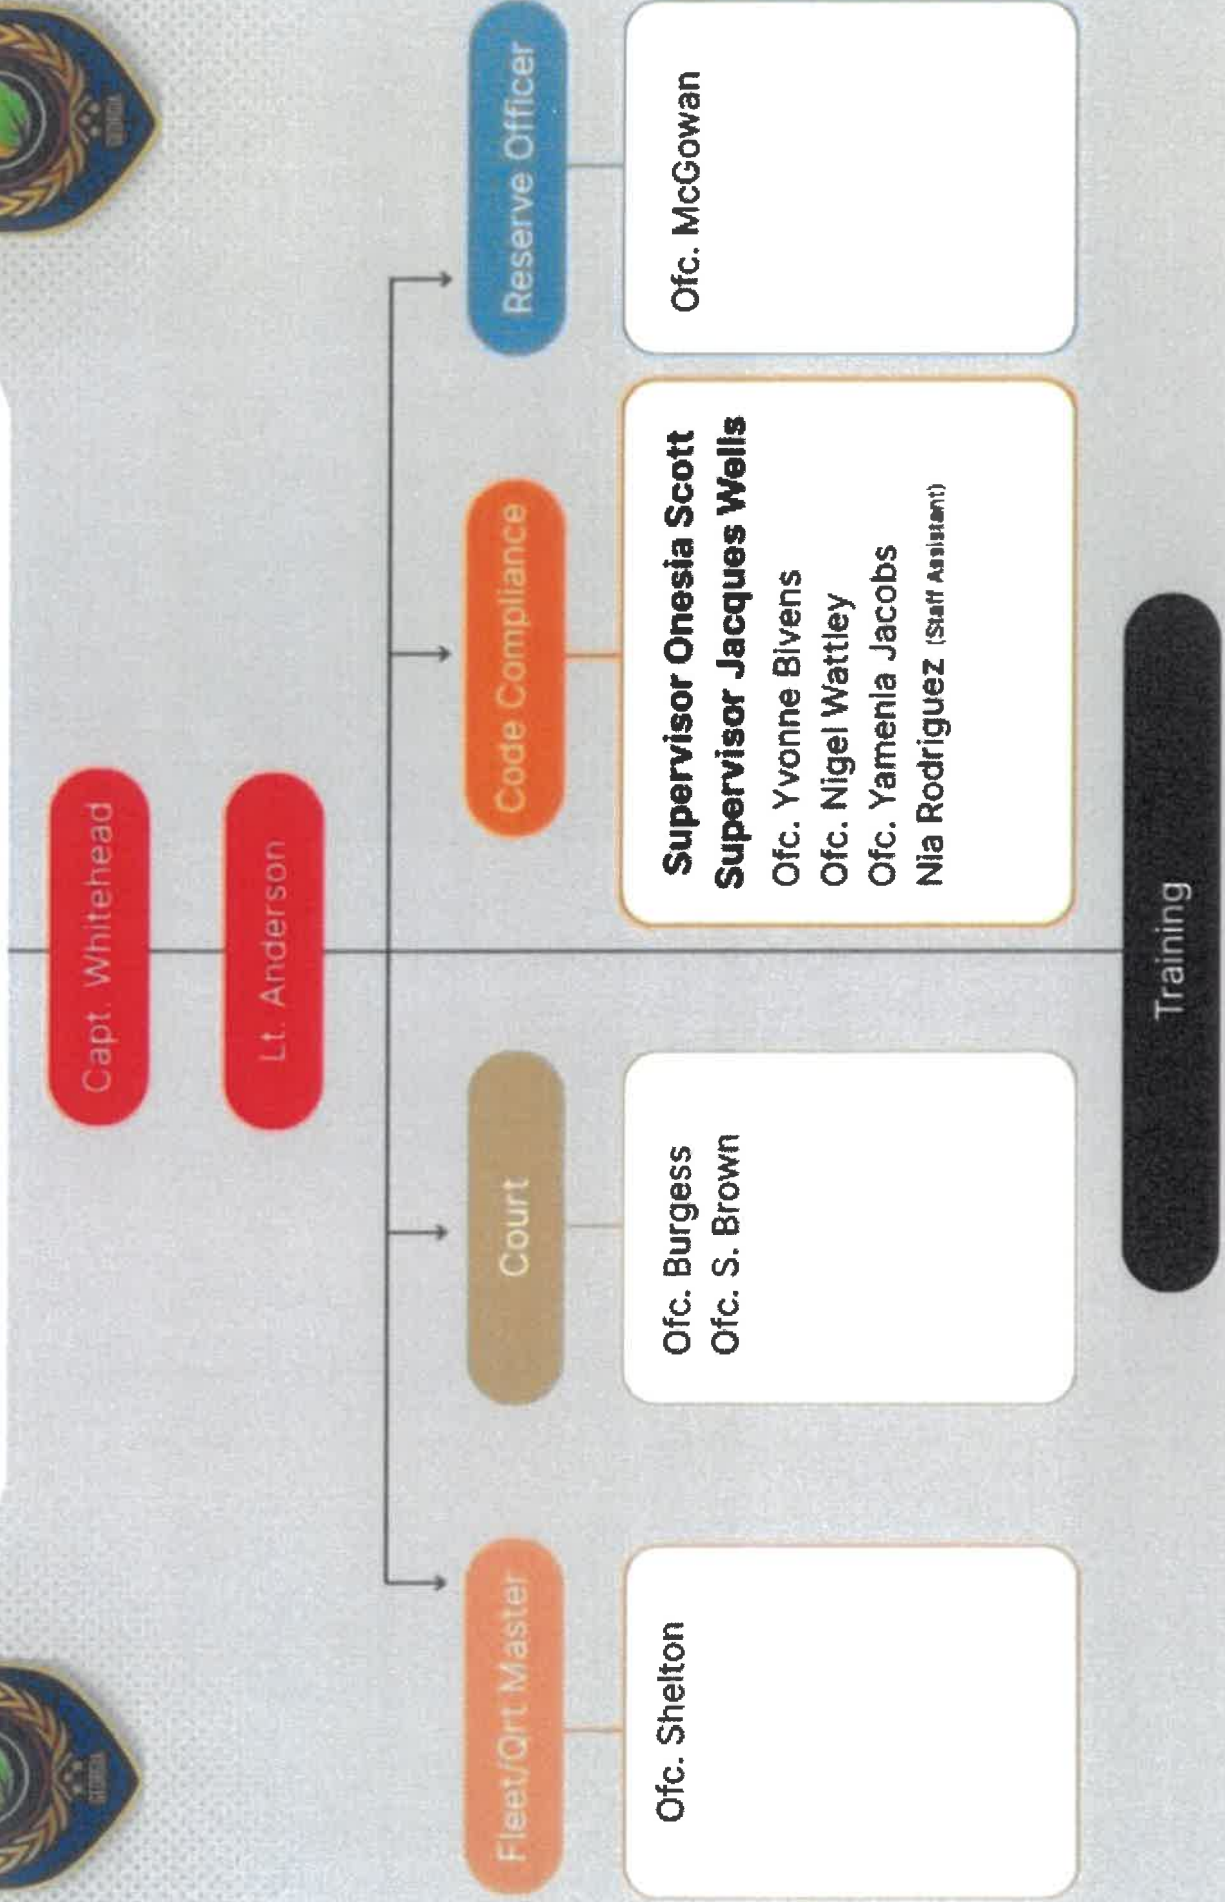 GEORGIA
GEORGIA
Capt. Whitehead
Lt. Anderson
Fleet/Qrt Master
Court
Code Compliance
Reserve Officer
Ofc. Shelton
Ofc. Burgess
Ofc. S. Brown
Supervisor Onesia Scott
Supervisor Jacques Wells
Ofc. Yvonne Bivens
Ofc. Nigel Wattley
Ofc. Yamenia Jacobs
Nia Rodriguez (Staff Assistant)
Ofc. McGowan
Training